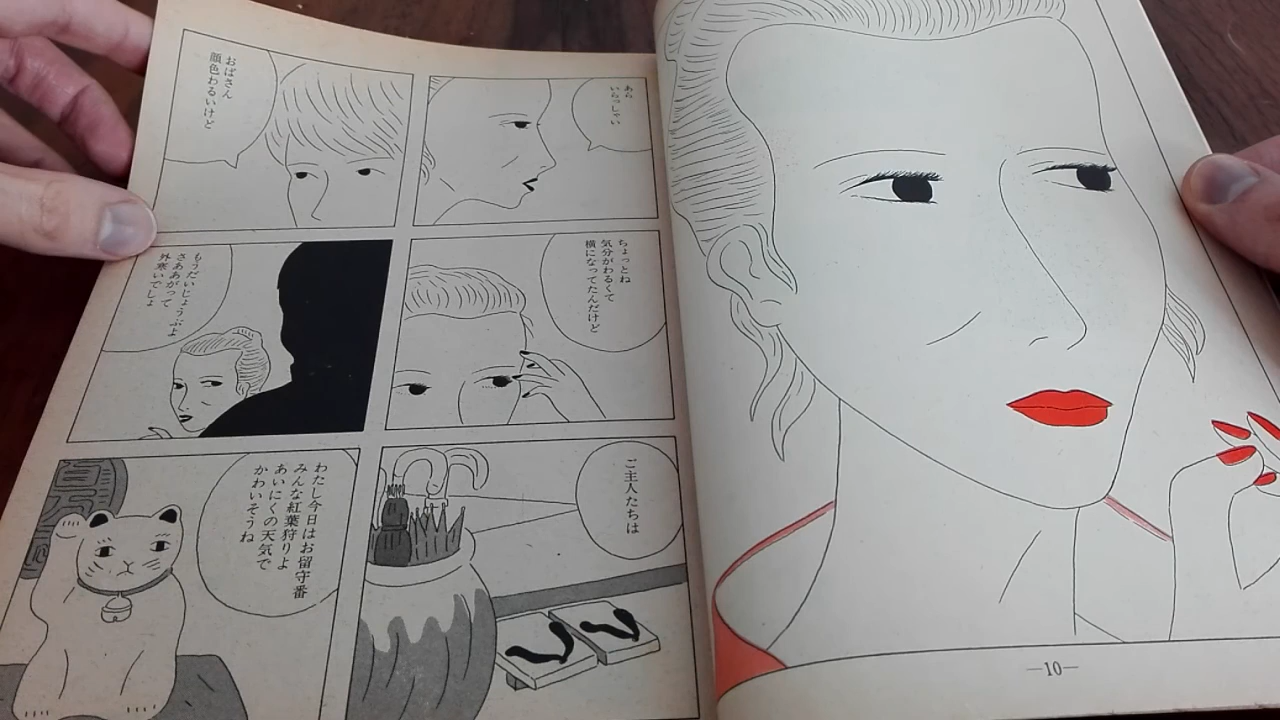 あら
いらっしゃい
おばさん
顔色わるいけど
ちょっとね
気分がわるくて
横になってたんだけど
もうだいじょうぶよ
さああがって
外寒いでしょ
ご主人たちは
わたし今日はお留守番
みんな紅葉狩りよ
あいにくの天気で
かわいそうね
—10—